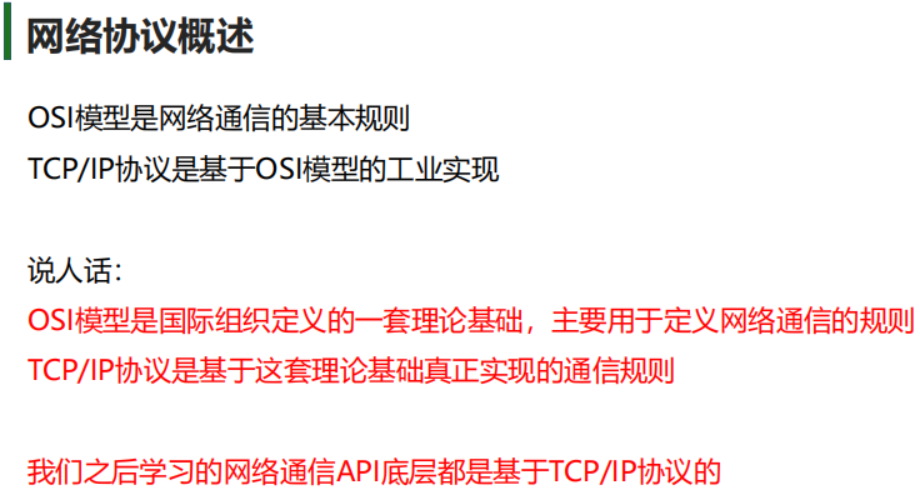 网络协议概述
OSI模型是网络通信的基本规则
TCP/IP协议是基于OSI模型的工业实现
说人话：
OSI模型是国际组织定义的一套理论基础，主要用于定义网络通信的规则
TCP/IP协议是基于这套理论基础真正实现的通信规则
我们之后学习的网络通信API底层都是基于TCP/IP协议的